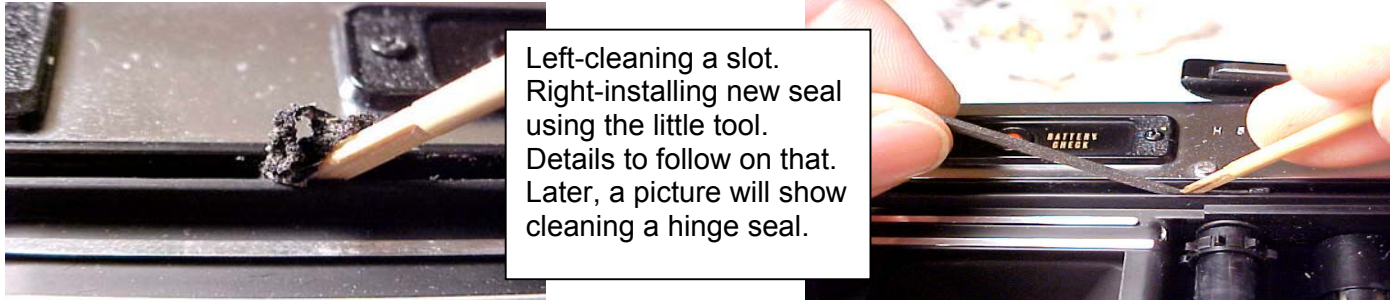 Left-cleaning a slot.
Right-installing new seal
using the little tool.
Details to follow on that.
Later, a picture will show
cleaning a hinge seal.
BATTERY
CHECK